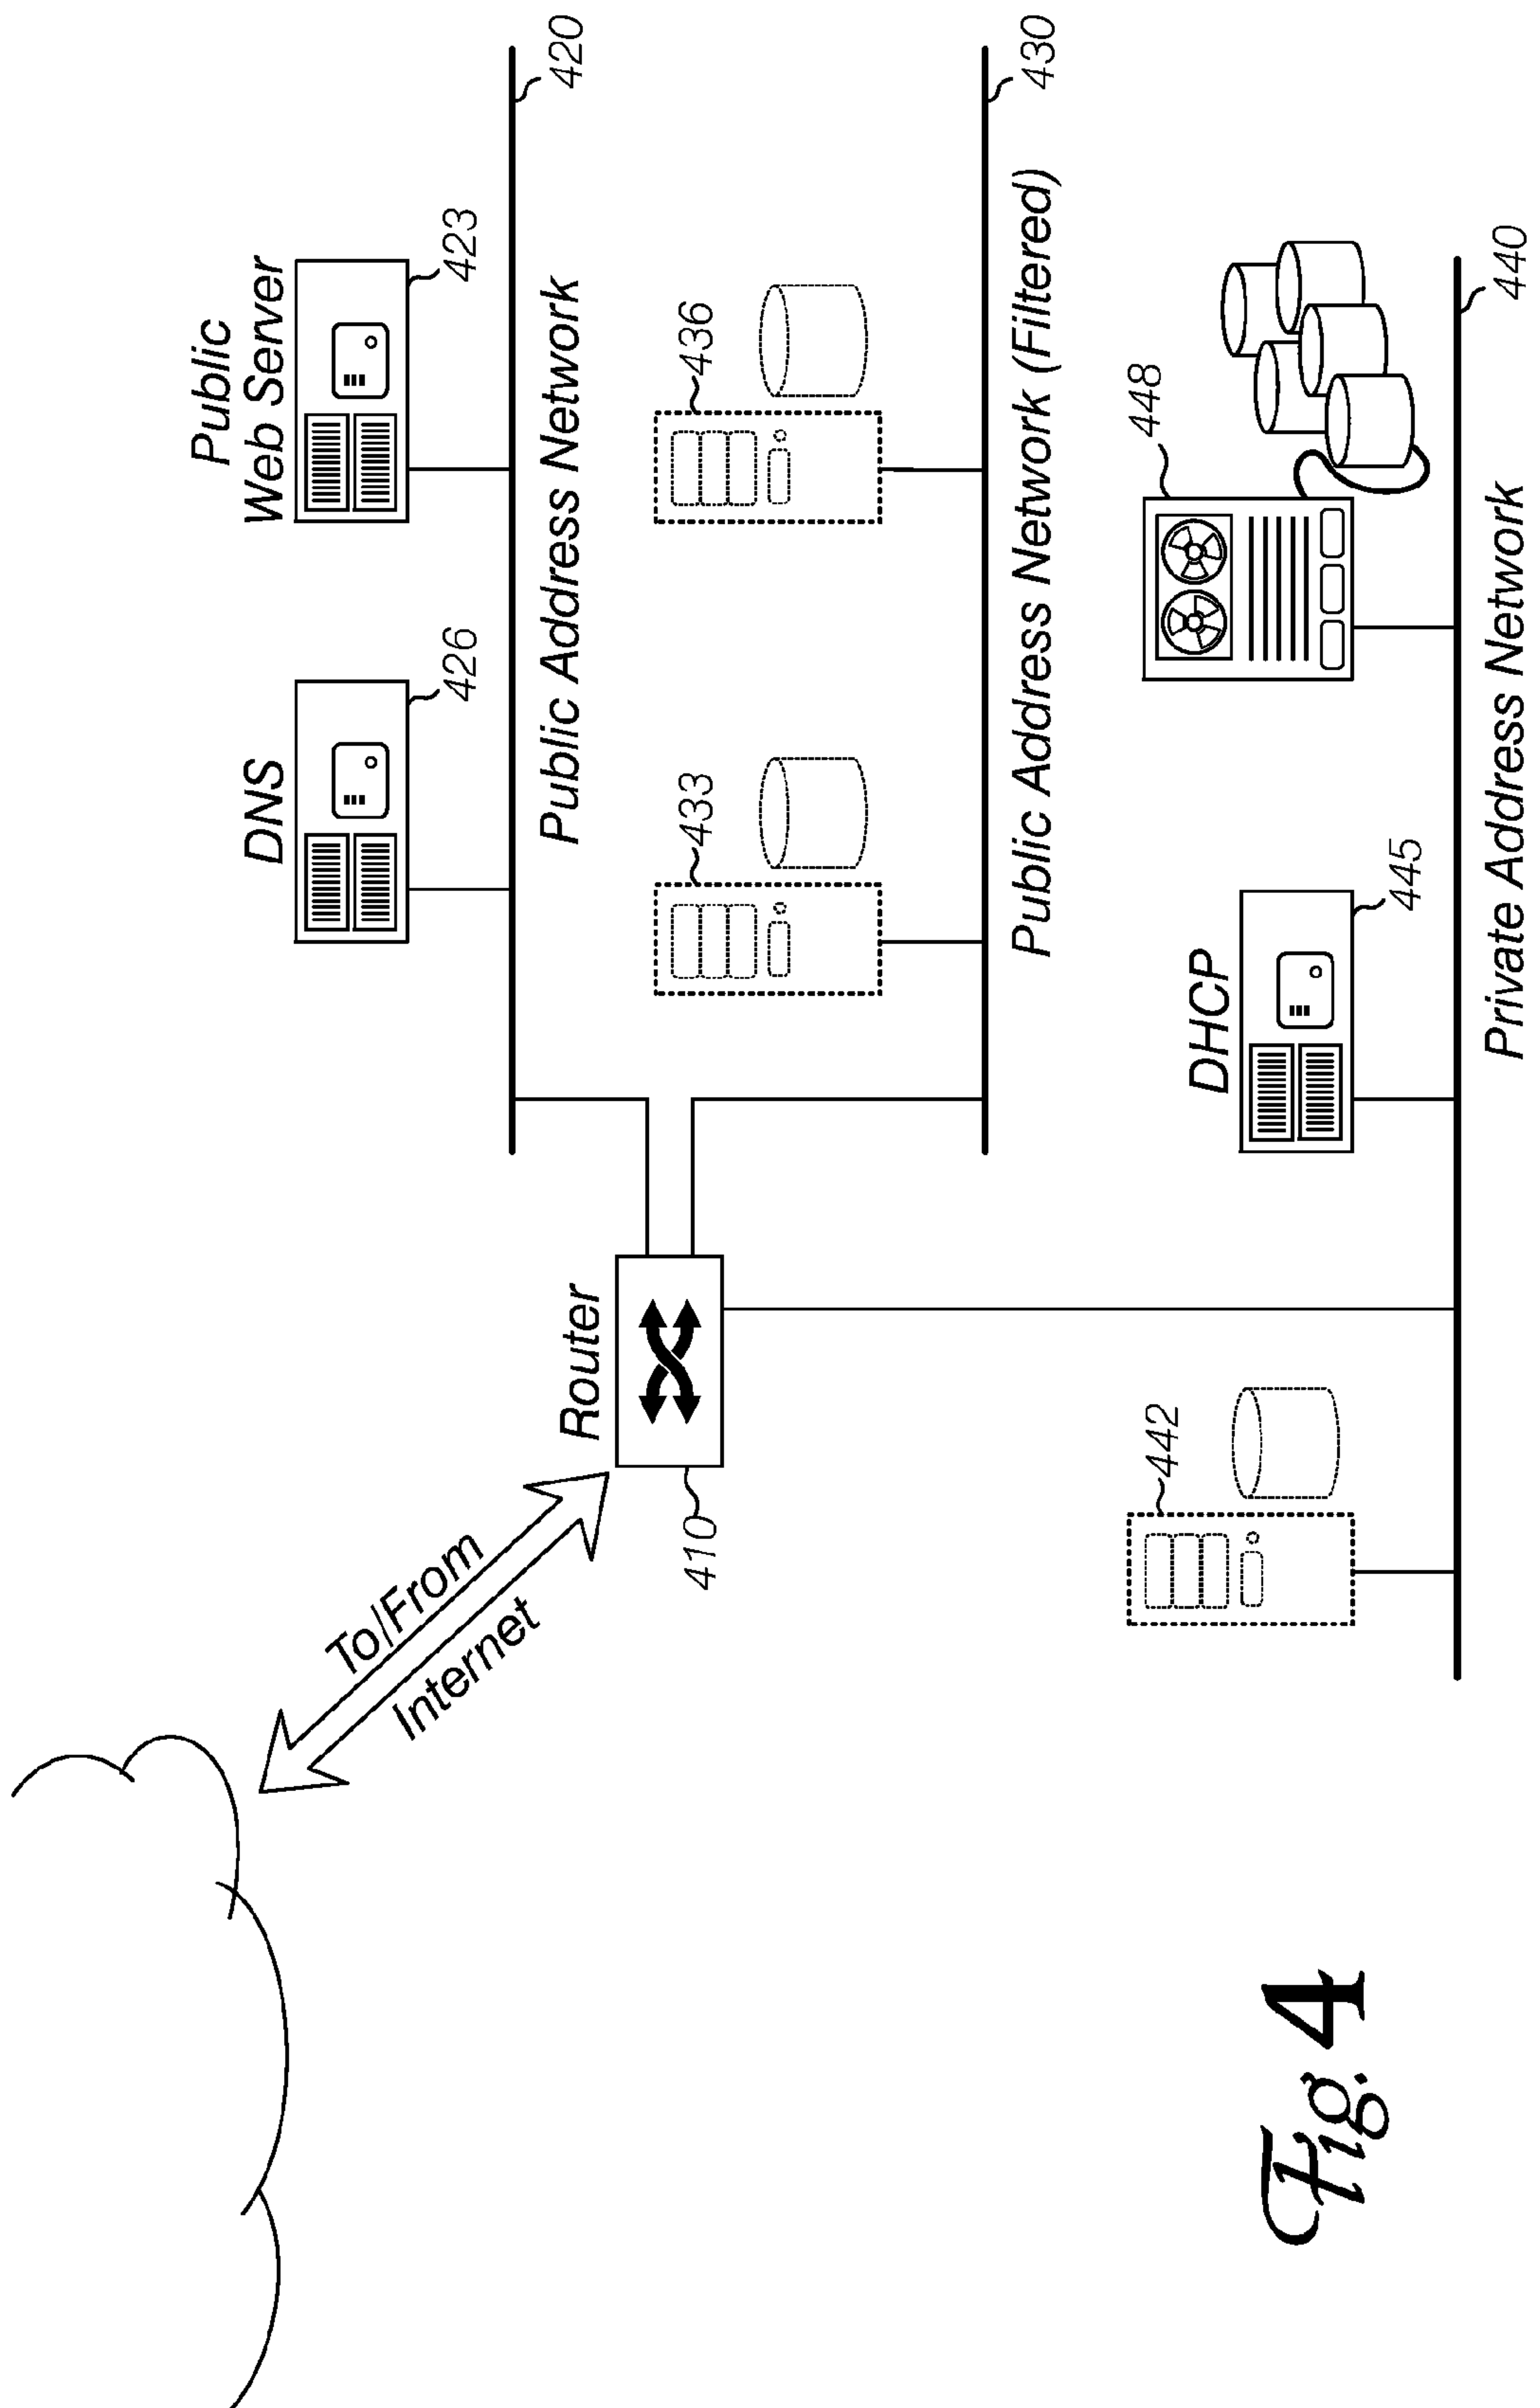 Public
Web Server
423
DNS
426
420
Public Address Network
To/From
Internet
Router
410
433
436
430
Public Address Network (Filtered)
442
DHCP
445
448
440
Private Address Network
Fig. 4